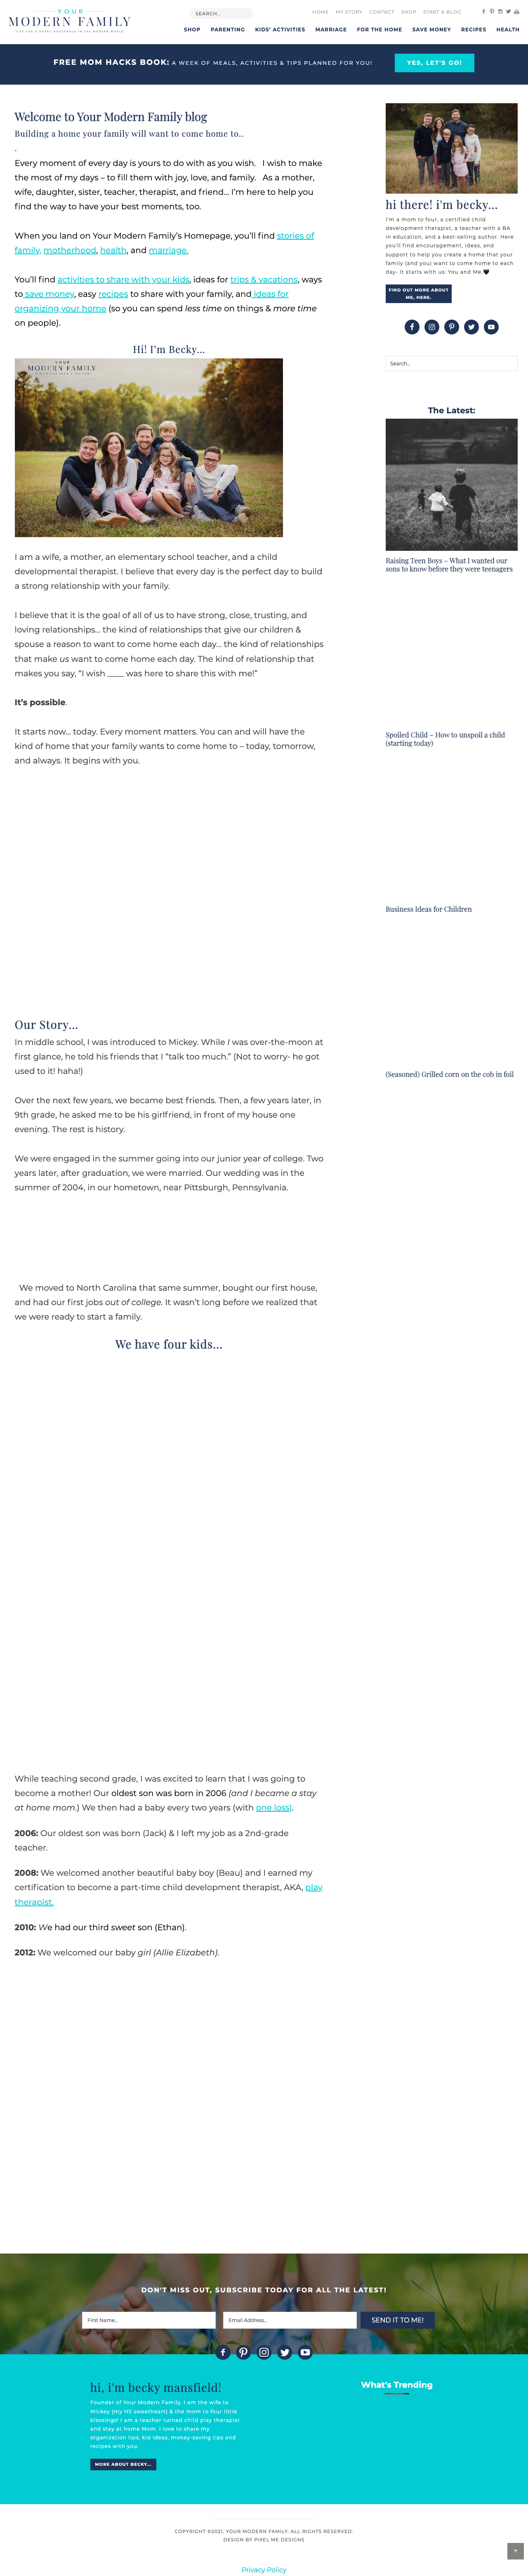 YOUR
MODERN FAMILY
TIPS FOR A HAPPY HOUSEHOLD IN THE MODERN WORLD
SEARCH...
HOME MY STORY CONTACT SHOP START A BLOG
SHOP PARENTING KIDS' ACTIVITIES MARRIAGE FOR THE HOME SAVE MONEY RECIPES HEALTH
FREE MOM HACKS BOOK: A WEEK OF MEALS, ACTIVITIES & TIPS PLANNED FOR YOU!
YES, LET'S GO!
Welcome to Your Modern Family blog
Building a home your family will want to come home to..
.
Every moment of every day is yours to do with as you wish. I wish to make
the most of my days – to fill them with joy, love, and family. As a mother,
wife, daughter, sister, teacher, therapist, and friend… I'm here to help you
find the way to have your best moments, too.
When you land on Your Modern Family's Homepage, you'll find stories of
family, motherhood, health, and marriage.
You'll find activities to share with your kids, ideas for trips & vacations, ways
to save money, easy recipes to share with your family, and ideas for
organizing your home (so you can spend less time on things & more time
on people).
Hi! I'm Becky…
YOUR
MODERN FAMILY
I am a wife, a mother, an elementary school teacher, and a child
developmental therapist. I believe that every day is the perfect day to build
a strong relationship with your family.
I believe that it is the goal of all of us to have strong, close, trusting, and
loving relationships… the kind of relationships that give our children &
spouse a reason to want to come home each day… the kind of relationships
that make us want to come home each day. The kind of relationship that
makes you say, "I wish ____ was here to share this with me!"
It's possible.
It starts now… today. Every moment matters. You can and will have the
kind of home that your family wants to come home to – today, tomorrow,
and always. It begins with you.
Our Story…
In middle school, I was introduced to Mickey. While I was over-the-moon at
first glance, he told his friends that I "talk too much." (Not to worry- he got
used to it! haha!)
Over the next few years, we became best friends. Then, a few years later, in
9th grade, he asked me to be his girlfriend, in front of my house one
evening. The rest is history.
We were engaged in the summer going into our junior year of college. Two
years later, after graduation, we were married. Our wedding was in the
summer of 2004, in our hometown, near Pittsburgh, Pennsylvania.
We moved to North Carolina that same summer, bought our first house,
and had our first jobs out of college. It wasn't long before we realized that
we were ready to start a family.
We have four kids…
While teaching second grade, I was excited to learn that I was going to
become a mother! Our oldest son was born in 2006 (and I became a stay
at home mom.) We then had a baby every two years (with one loss).
2006: Our oldest son was born (Jack) & I left my job as a 2nd-grade
teacher.
2008: We welcomed another beautiful baby boy (Beau) and I earned my
certification to become a part-time child development therapist, AKA, play
therapist.
2010: We had our third sweet son (Ethan).
2012: We welcomed our baby girl (Allie Elizabeth).
hi there! i'm becky...
I'm a mom to four, a certified child
development therapist, a teacher with a BA
in education, and a best-selling author. Here
you'll find encouragement, ideas, and
support to help you create a home that your
family (and you) want to come home to each
day- It starts with us: You and Me.🖤
FIND OUT MORE ABOUT
ME, HERE.
Search...
The Latest:
Raising Teen Boys – What I wanted our
sons to know before they were teenagers
Spoiled Child – How to unspoil a child
(starting today)
Business Ideas for Children
(Seasoned) Grilled corn on the cob in foil
DON'T MISS OUT, SUBSCRIBE TODAY FOR ALL THE LATEST!
First Name... Email Address... SEND IT TO ME!
hi, i'm becky mansfield!
Founder of Your Modern Family. I am the wife to
Mickey (my HS sweetheart) & the mom to four little
blessings! I am a teacher turned child play therapist
and stay at home Mom. I love to share my
organization tips, kid ideas, money-saving tips and
recipes with you.
MORE ABOUT BECKY...
What's Trending
COPYRIGHT ©2021, YOUR MODERN FAMILY. ALL RIGHTS RESERVED.
DESIGN BY PIXEL ME DESIGNS
Privacy Policy